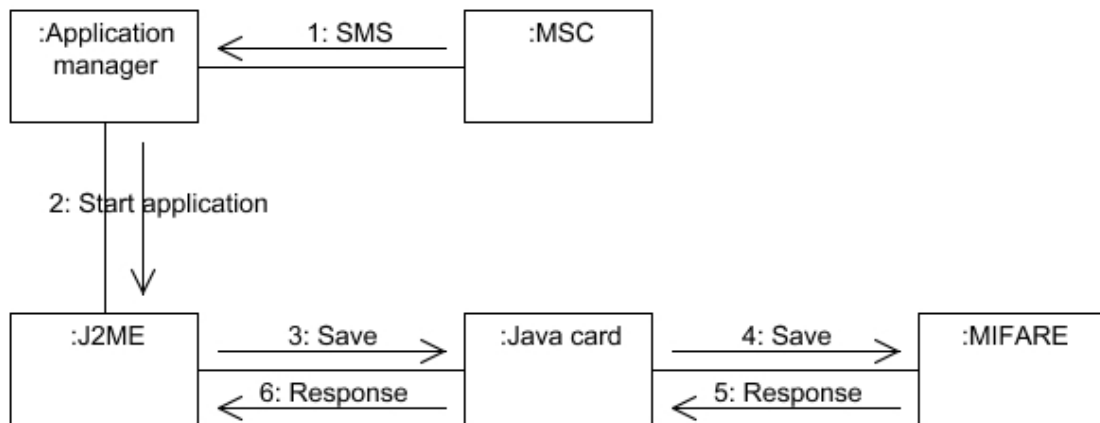 :Application
manager
1: SMS
:MSC
2: Start application
:J2ME
3: Save
:Java card
4: Save
:MIFARE
6: Response
5: Response